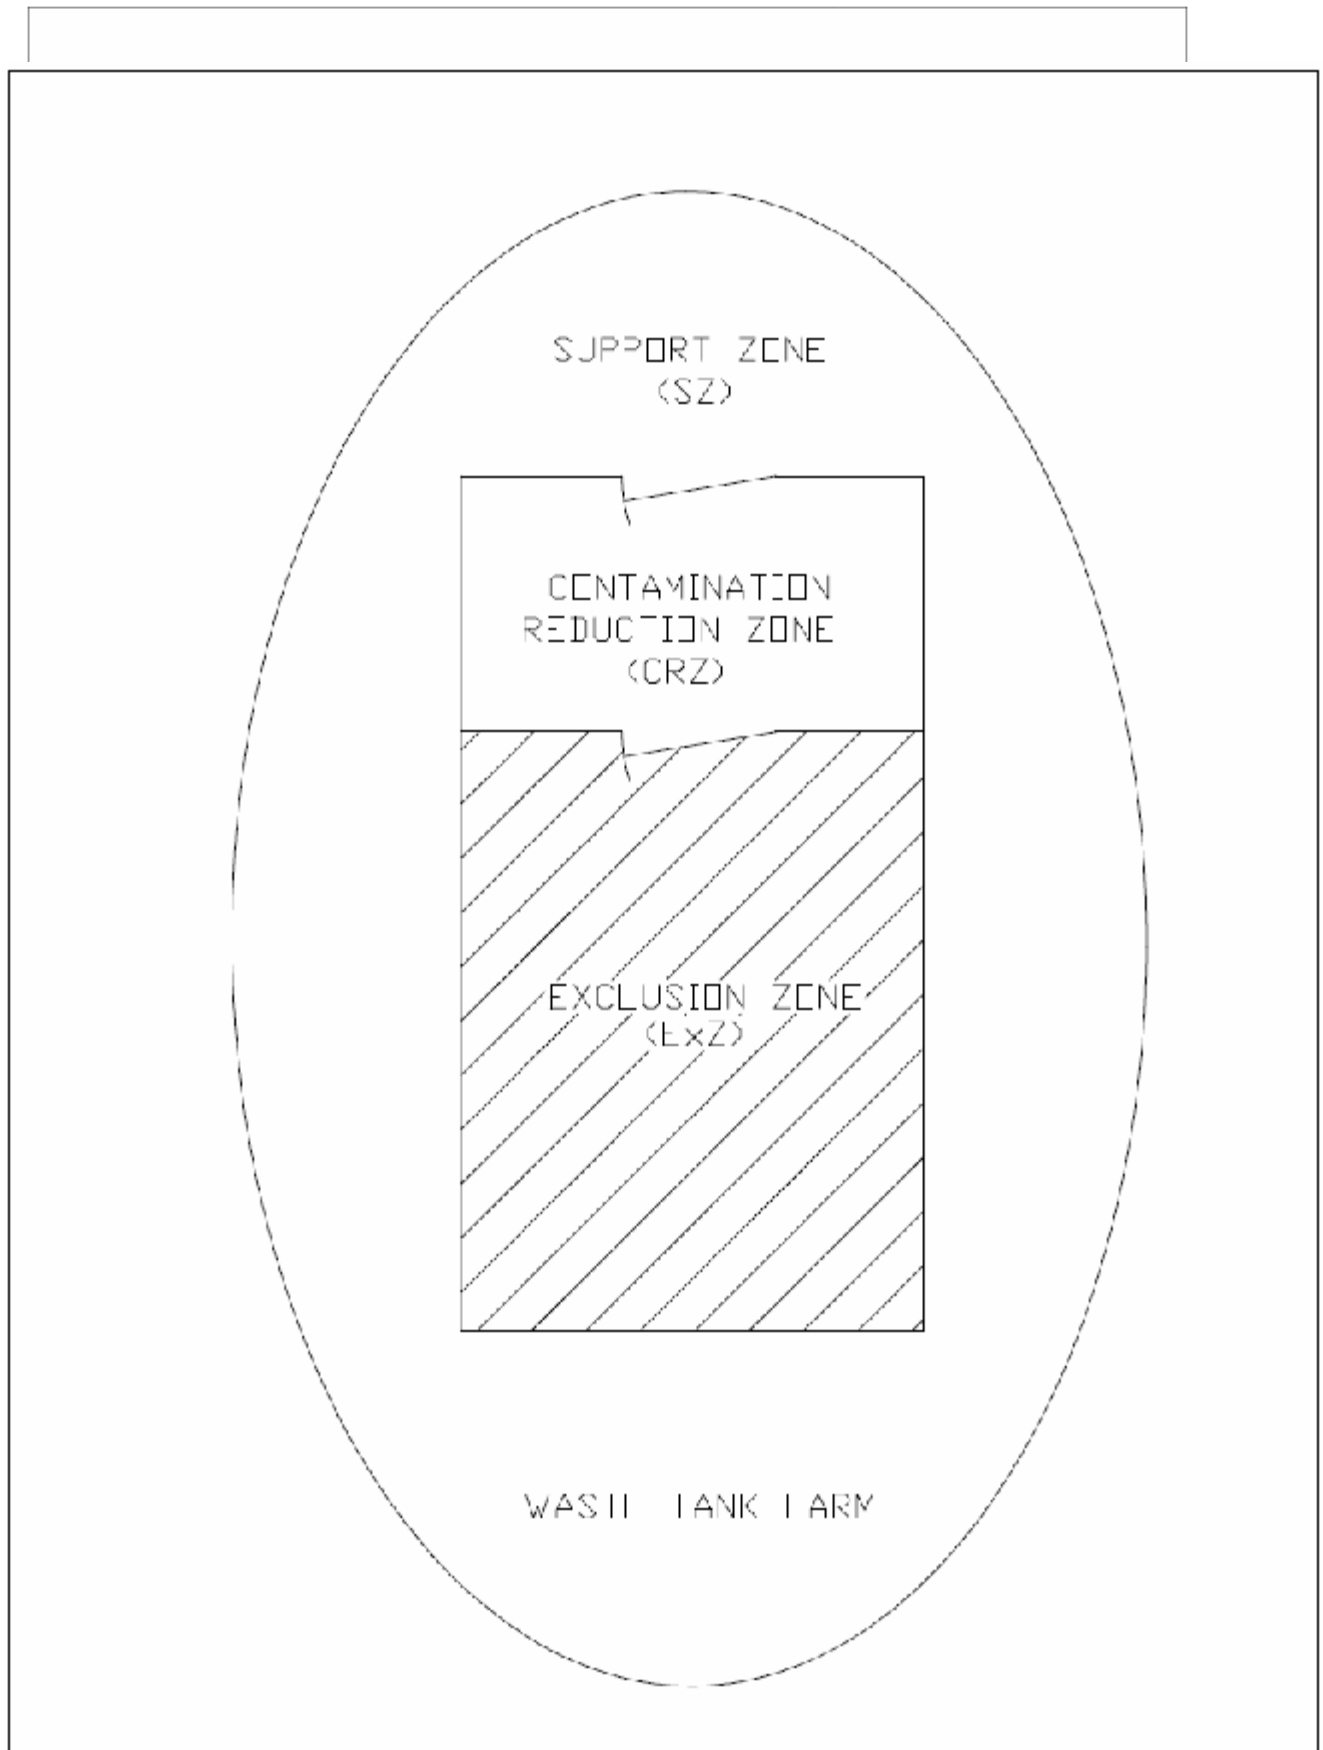 SUPPORT ZONE
(SZ)
CONTAMINATION
REDUCTION ZONE
(CRZ)
EXCLUSION ZONE
(ExZ)
WASTE TANK FARM